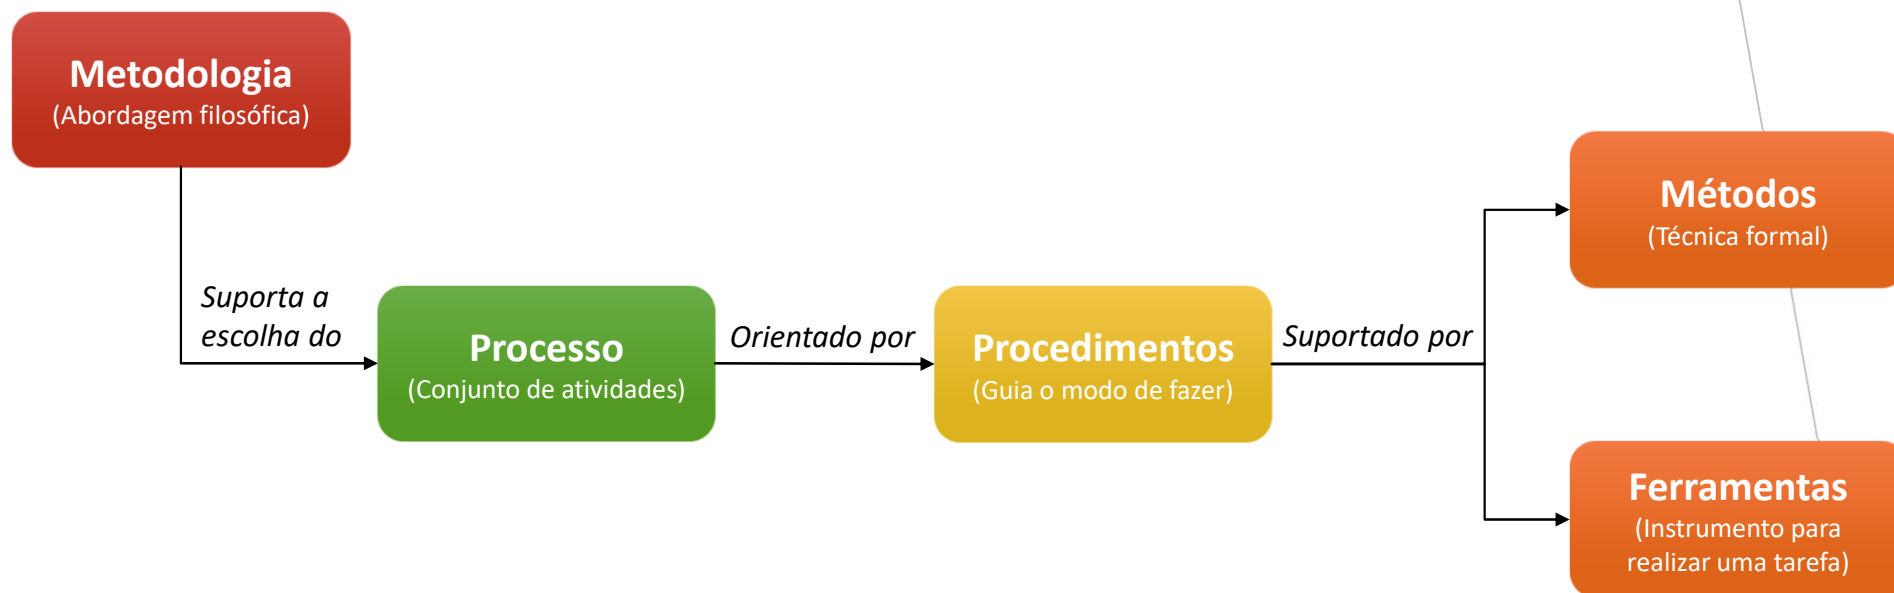 Metodologia
(Abordagem filosófica)
Suporta a
escolha do
Processo
(Conjunto de atividades)
Orientado por
Procedimentos
(Guia o modo de fazer)
Suportado por
Métodos
(Técnica formal)
Ferramentas
(Instrumento para
realizar uma tarefa)